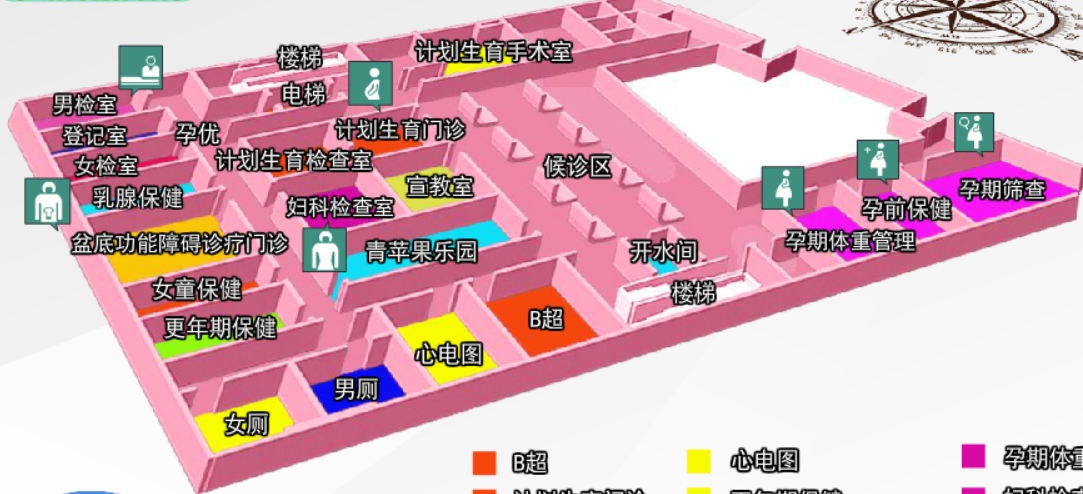 楼梯
计划生育手术室
男检室
电梯
登记室
孕优
计划生育门诊
女检室
计划生育检查室
候诊区
乳腺保健
妇科检查室
宣教室
孕期筛查
孕前保健
盆底功能障碍诊疗门诊
青苹果乐园
开水间
孕期体重管理
女童保健
楼梯
更年期保健
B超
心电图
男厕
女厕
B超
心电图
孕期体重